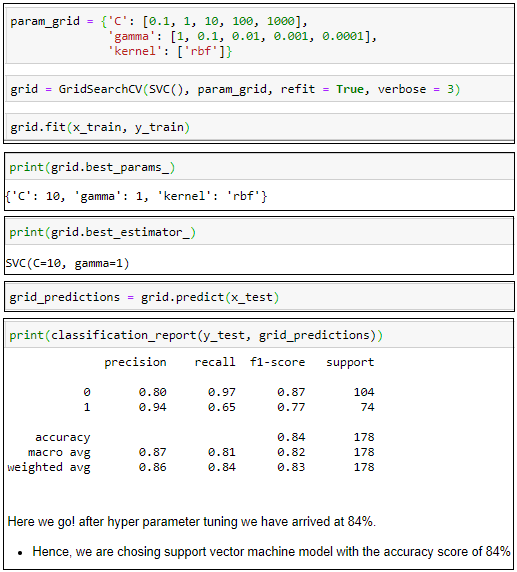 param_grid = {'C': [0.1, 1, 10, 100, 1000],
'gamma': [1, 0.1, 0.01, 0.001, 0.0001],
'kernel': ['rbf']}
grid = GridSearchCV(SVC(), param_grid, refit = True, verbose = 3)
grid.fit(x_train, y_train)
print(grid.best_params_)
{'C': 10, 'gamma': 1, 'kernel': 'rbf'}
print(grid.best_estimator_)
SVC(C=10, gamma=1)
grid_predictions = grid.predict(x_test)
print(classification_report(y_test, grid_predictions))
precision recall f1-score support
0 0.80 0.97 0.87 104
1 0.94 0.65 0.77 74
accuracy 0.84 178
macro avg 0.87 0.81 0.82 178
weighted avg 0.86 0.84 0.83 178
Here we go! after hyper parameter tuning we have arrived at 84%.
• Hence, we are chosing support vector machine model with the accuracy score of 84%